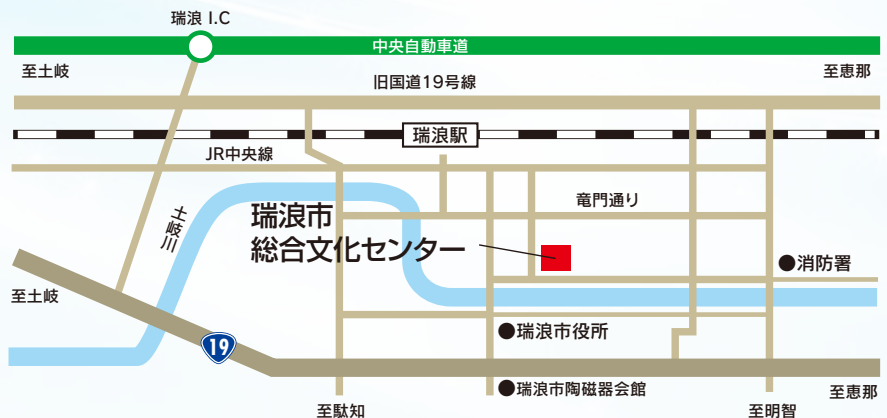 瑞浪 I.C
中央自動車道
至土岐
至恵那
旧国道19号線
瑞浪駅
JR中央線
土岐川
竜門通り
瑞浪市
総合文化センター
●消防署
至土岐
19
●瑞浪市役所
●瑞浪市陶磁器会館
至恵那
至駄知
至明智